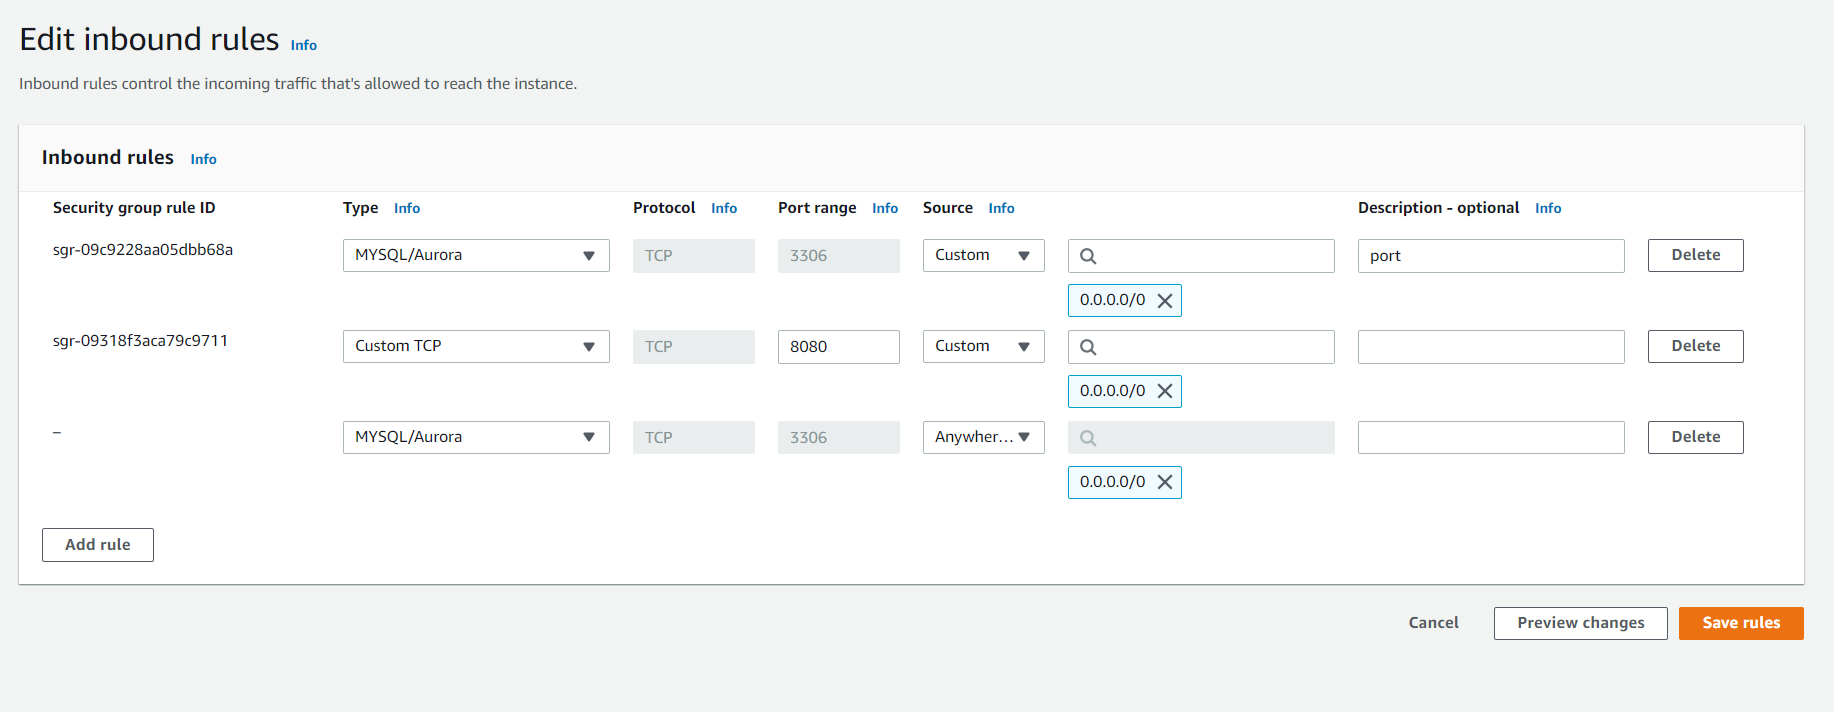 Edit inbound rules Info
Inbound rules control the incoming traffic that's allowed to reach the instance.
Inbound rules Info
Security group rule ID Type Info Protocol Info Port range Info Source Info Description - optional Info
sgr-09c9228aa05dbb68a MYSQL/Aurora TCP 3306 Custom port Delete
0.0.0.0/0
sgr-09318f3aca79c9711 Custom TCP TCP 8080 Custom Delete
0.0.0.0/0
– MYSQL/Aurora TCP 3306 Anywher... Delete
0.0.0.0/0
Add rule
Cancel Preview changes Save rules